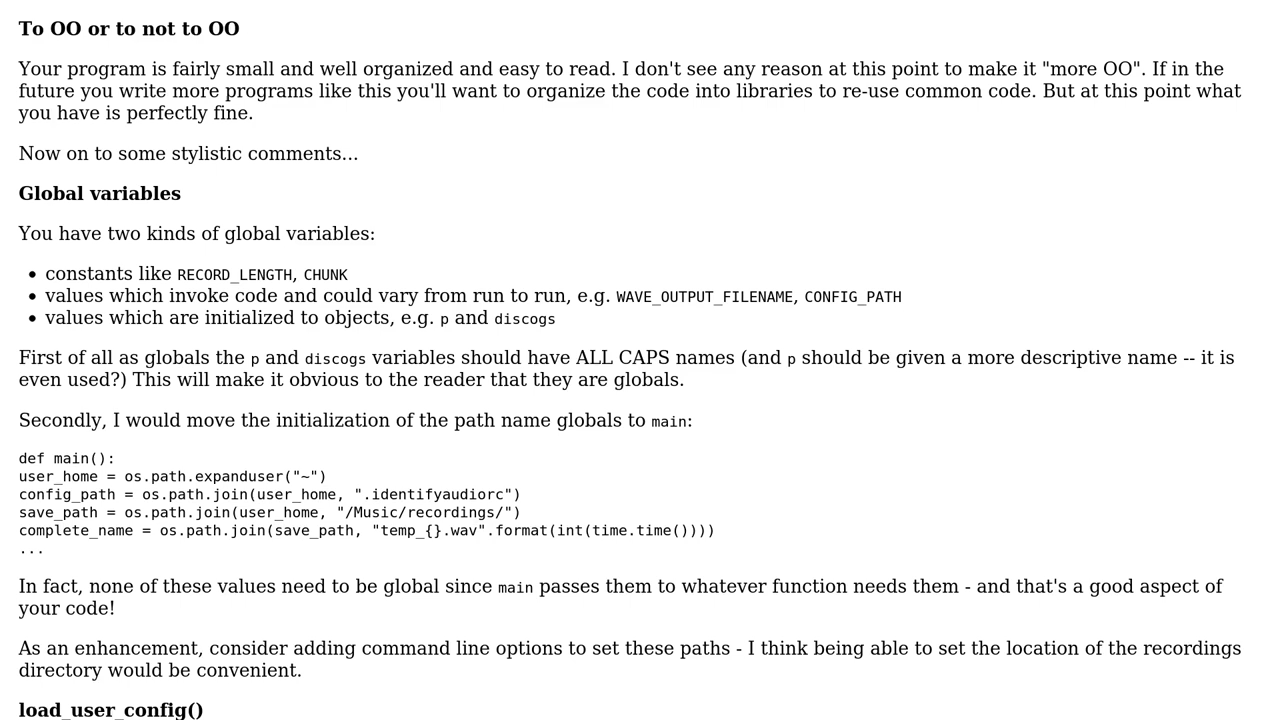 To OO or to not to OO
Your program is fairly small and well organized and easy to read. I don't see any reason at this point to make it "more OO". If in the
future you write more programs like this you'll want to organize the code into libraries to re-use common code. But at this point what
you have is perfectly fine.
Now on to some stylistic comments...
Global variables
You have two kinds of global variables:
• constants like RECORD_LENGTH, CHUNK
• values which invoke code and could vary from run to run, e.g. WAVE_OUTPUT_FILENAME, CONFIG_PATH
• values which are initialized to objects, e.g. p and discogs
First of all as globals the p and discogs variables should have ALL CAPS names (and p should be given a more descriptive name -- it is
even used?) This will make it obvious to the reader that they are globals.
Secondly, I would move the initialization of the path name globals to main:
def main():
user_home = os.path.expanduser("~")
config_path = os.path.join(user_home, ".identifyaudiorc")
save_path = os.path.join(user_home, "/Music/recordings/")
complete_name = os.path.join(save_path, "temp_{}.wav".format(int(time.time())))
...
In fact, none of these values need to be global since main passes them to whatever function needs them - and that's a good aspect of
your code!
As an enhancement, consider adding command line options to set these paths - I think being able to set the location of the recordings
directory would be convenient.
load_user_config()